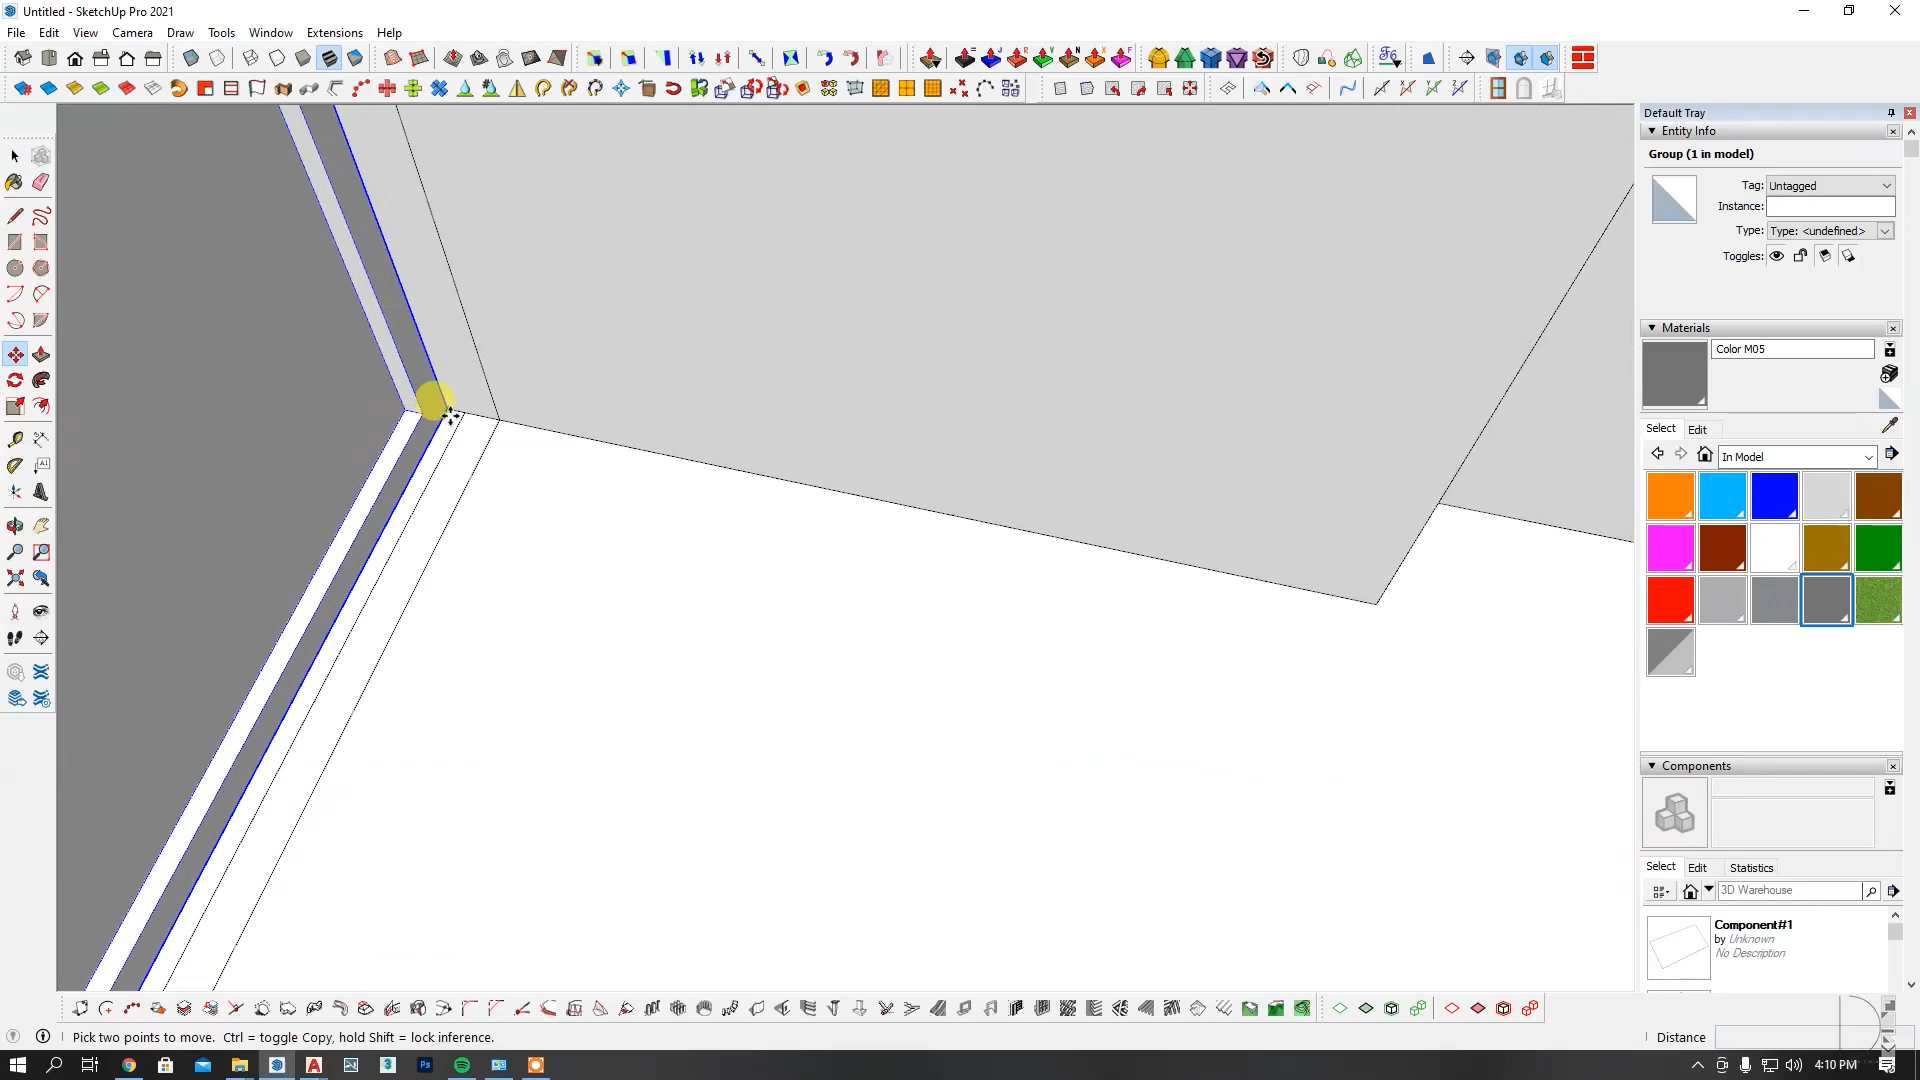 Untitled - SketchUp Pro 2021
File Edit View Camera Draw Tools Window Extensions Help
Default Tray
Entity Info
Group (1 in model)
Tag: Untagged
Instance:
Type: Type: <undefined>
Toggles:
Materials
Color M05
Select Edit
In Model
Components
Select Edit Statistics
3D Warehouse
Component#1
by Unknown
No Description
Pick two points to move. Ctrl = toggle Copy, hold Shift = lock inference.
Distance
Ps
4:10 PM